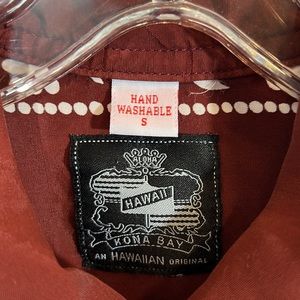 HAND
WASHABLE
S
ALOHA
HAWAII
KONA BAY
AN HAWAIIAN ORIGINAL